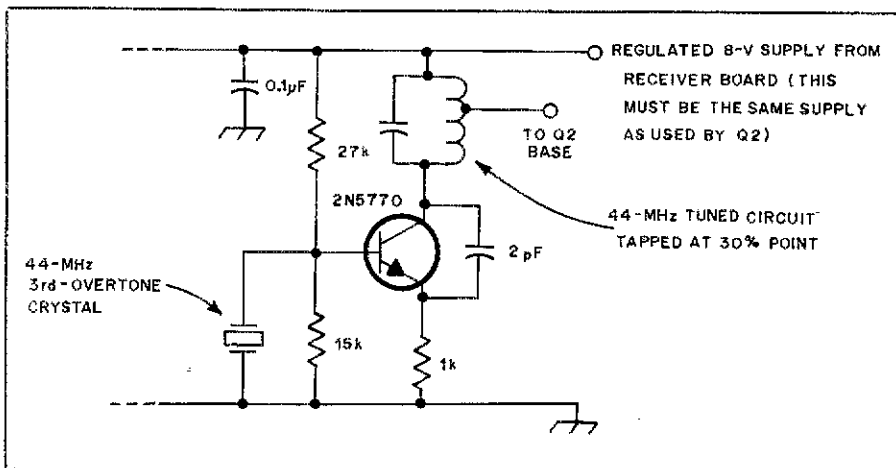 REGULATED 8-V SUPPLY FROM
RECEIVER BOARD (THIS
MUST BE THE SAME SUPPLY
AS USED BY Q2)
0.1µF
TO Q2
BASE
27k
2N5770
44-MHz TUNED CIRCUIT
TAPPED AT 30% POINT
2pF
44-MHz
3rd-OVERTONE
CRYSTAL
15k
1k